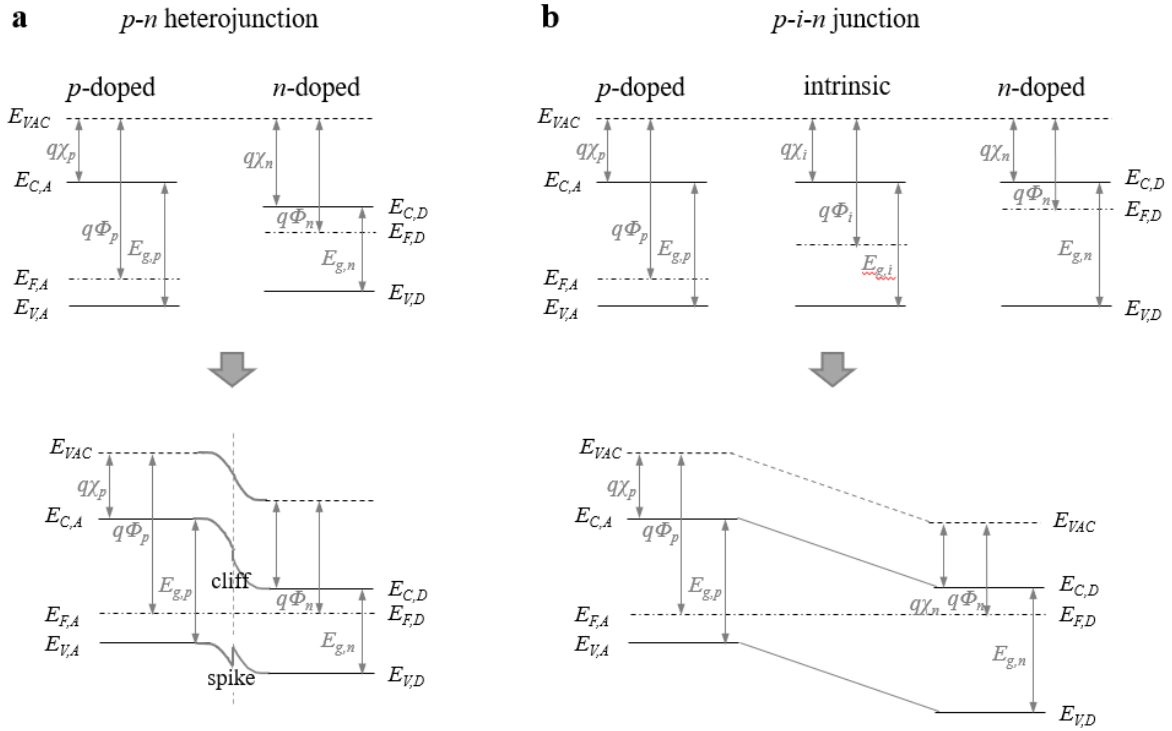 a
p-n heterojunction
p-doped
n-doped
E_VAC
qχ_p
qχ_n
E_C,A
E_C,D
qΦ_n
E_F,D
qΦ_p
E_g,p
E_g,n
E_F,A
E_V,D
E_V,A
E_VAC
qχ_p
E_C,A
qΦ_p
cliff
E_g,p
E_C,D
qΦ_n
E_F,A
E_F,D
E_V,A
E_g,n
spike
E_V,D
b
p-i-n junction
p-doped
intrinsic
n-doped
E_VAC
qχ_p
qχ_i
qχ_n
E_C,A
E_C,D
qΦ_n
E_F,D
qΦ_p
qΦ_i
E_g,p
E_g,i
E_g,n
E_F,A
E_V,A
E_V,D
E_VAC
qχ_p
E_VAC
E_C,A
qΦ_p
E_g,p
E_C,D
qχ_n
qΦ_n
E_F,A
E_F,D
E_V,A
E_g,n
E_V,D